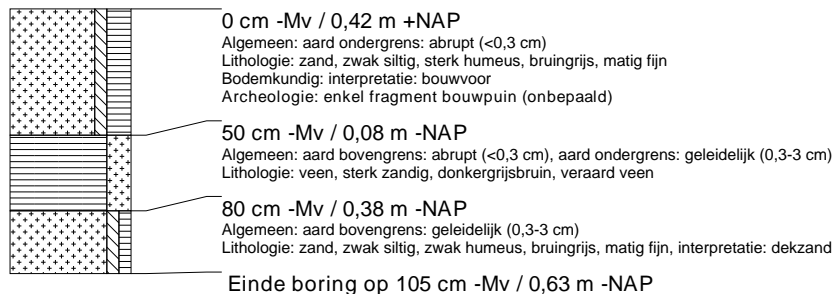 0 cm -Mv / 0,42 m +NAP
Algemeen: aard ondergrens: abrupt (<0,3 cm)
Lithologie: zand, zwak siltig, sterk humeus, bruingrijs, matig fijn
Bodemkundig: interpretatie: bouwvoor
Archeologie: enkel fragment bouwpuin (onbepaald)
50 cm -Mv / 0,08 m -NAP
Algemeen: aard bovengrens: abrupt (<0,3 cm), aard ondergrens: geleidelijk (0,3-3 cm)
Lithologie: veen, sterk zandig, donkergrijsbruin, veraard veen
80 cm -Mv / 0,38 m -NAP
Algemeen: aard bovengrens: geleidelijk (0,3-3 cm)
Lithologie: zand, zwak siltig, zwak humeus, bruingrijs, matig fijn, interpretatie: dekzand
Einde boring op 105 cm -Mv / 0,63 m -NAP